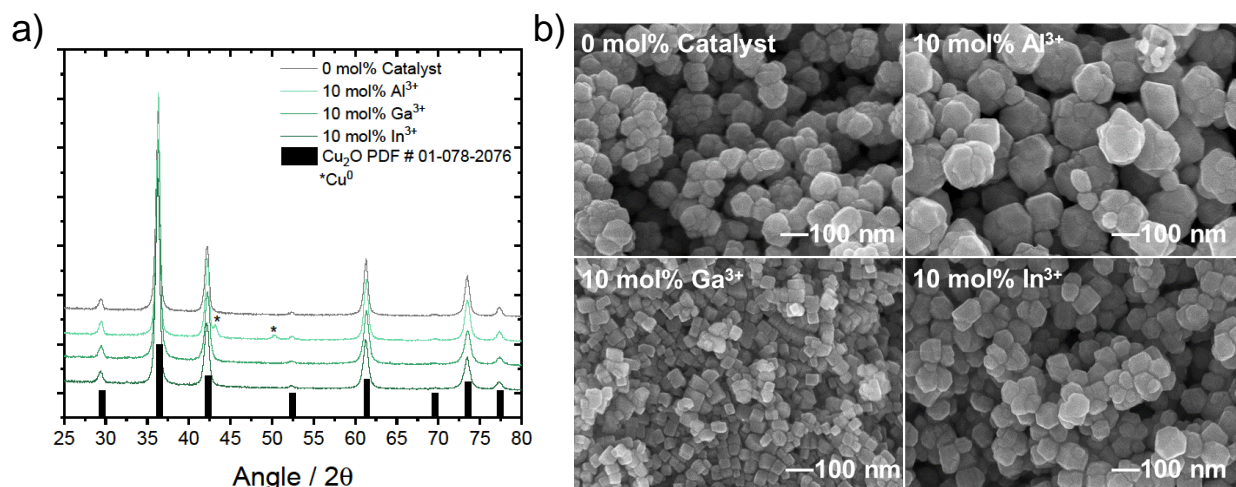 a)
0 mol% Catalyst
10 mol% Al³⁺
10 mol% Ga³⁺
10 mol% In³⁺
Cu₂O PDF # 01-078-2076
*Cu⁰
*
*
25 30 35 40 45 50 55 60 65 70 75 80
Angle / 2θ
b)
0 mol% Catalyst
100 nm
10 mol% Al³⁺
100 nm
10 mol% Ga³⁺
100 nm
10 mol% In³⁺
100 nm